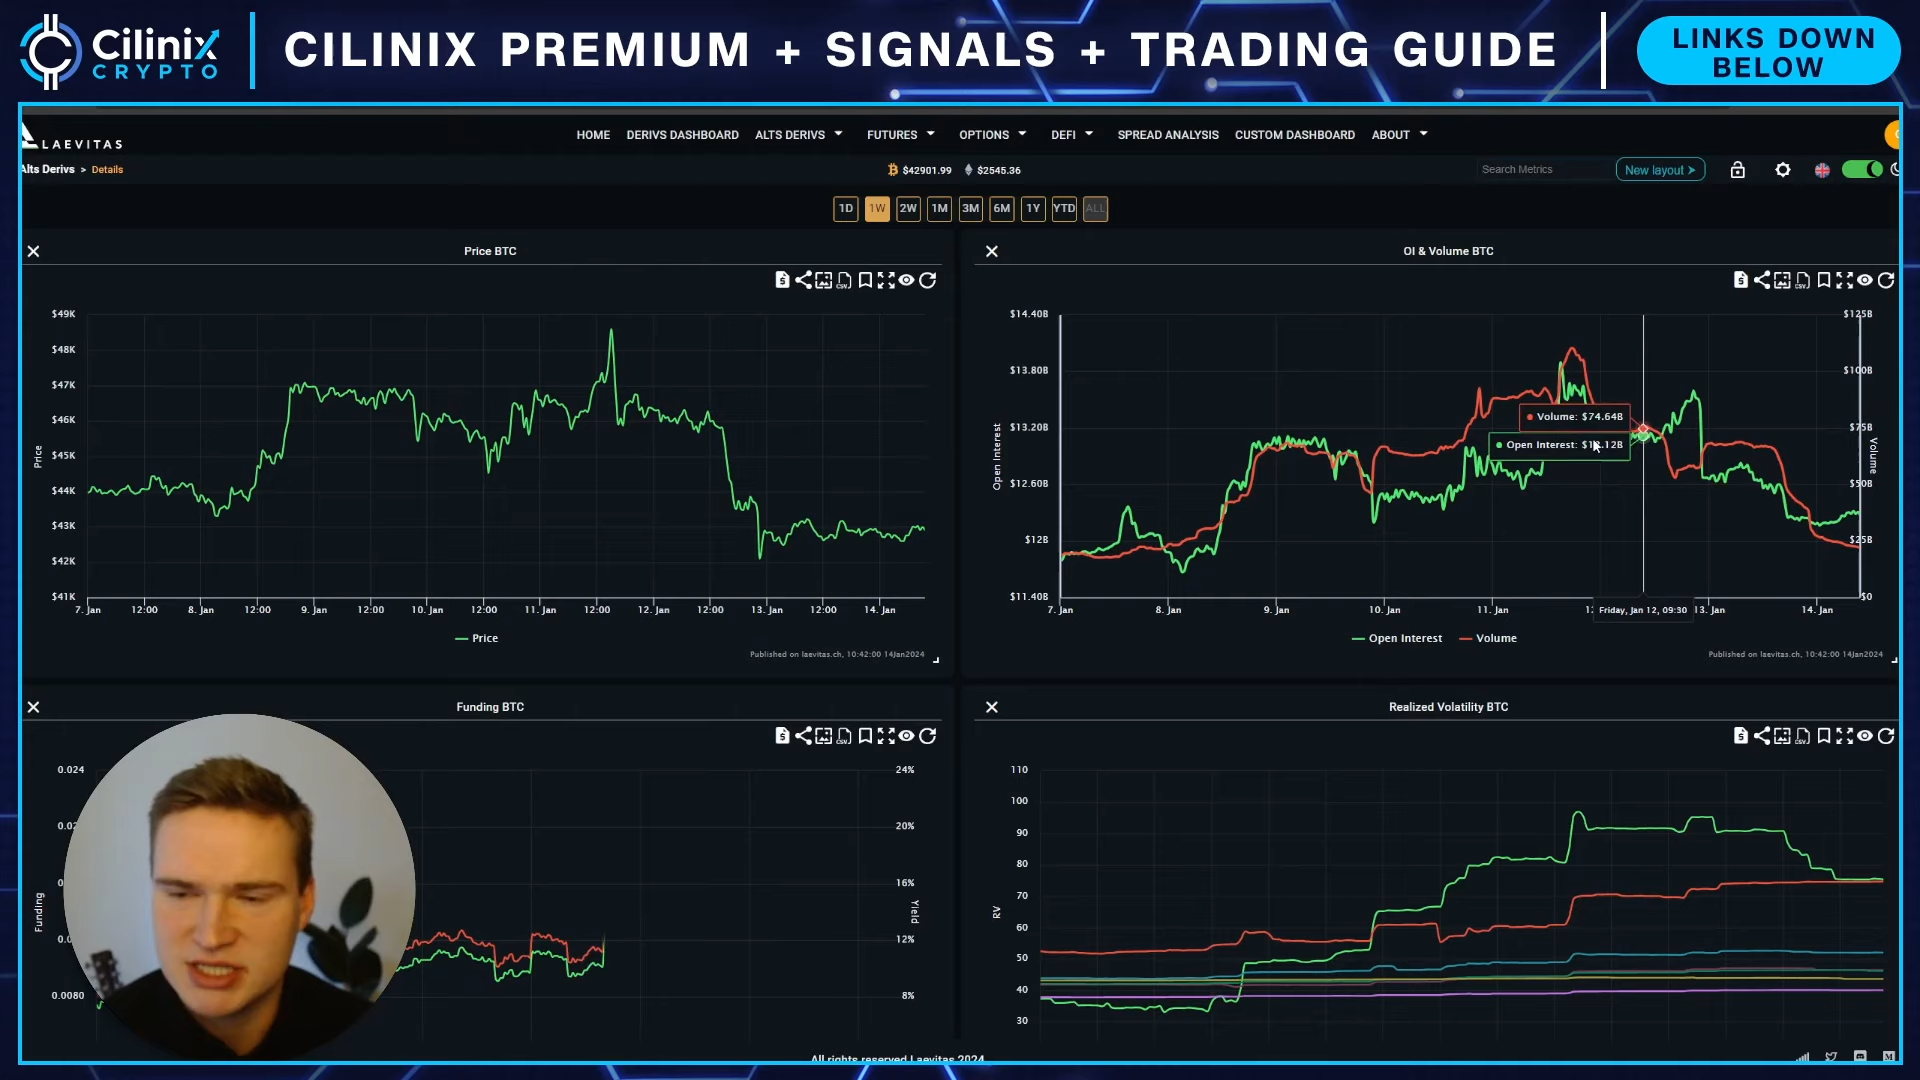 Cilinix
CRYPTO
CILINIX PREMIUM + SIGNALS + TRADING GUIDE
LINKS DOWN
BELOW
LAEVITAS
HOME DERIVS DASHBOARD ALTS DERIVS FUTURES OPTIONS DEFI SPREAD ANALYSIS CUSTOM DASHBOARD ABOUT
Alts Derivs > Details
$42901.99 $2545.36
Search Metrics
New layout
1D 1W 2W 1M 3M 6M 1Y YTD ALL
Price BTC
$49K
$48K
$47K
$46K
$45K
$44K
$43K
$42K
$41K
Price
7. Jan 12:00 8. Jan 12:00 9. Jan 12:00 10. Jan 12:00 11. Jan 12:00 12. Jan 12:00 13. Jan 12:00 14. Jan
Price
Published on laevitas.ch, 10:42:00 14Jan2024
OI & Volume BTC
$14.40B
$13.80B
$13.20B
$12.60B
$12B
$11.40B
Open Interest
$125B
$100B
$75B
$50B
$25B
$0
Volume
Volume: $74.64B
Open Interest: $13.12B
7. Jan 8. Jan 9. Jan 10. Jan 11. Jan Friday, Jan 12, 09:30 13. Jan 14. Jan
Open Interest Volume
Published on laevitas.ch, 10:42:00 14Jan2024
Funding BTC
0.024
0.0080
Funding
24%
20%
16%
12%
8%
Yield
Realized Volatility BTC
110
100
90
80
70
60
50
40
30
RV
All rights reserved Laevitas 2024